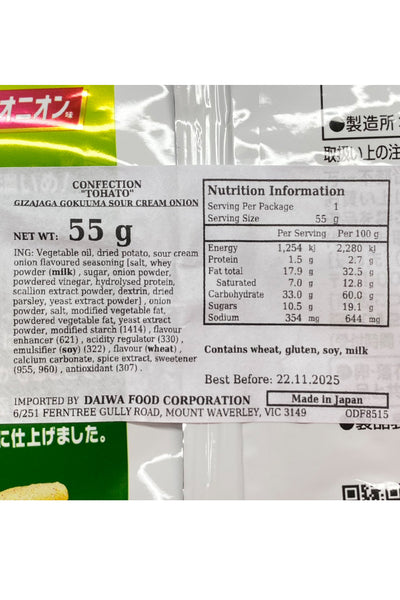 オニオン味
製造所
取扱い上の注
CONFECTION
"TOHATO"
GIZAJAGA GOKUUMA SOUR CREAM ONION
NET WT: 55 g
ING: Vegetable oil, dried potato, sour cream
onion flavoured seasoning [salt, whey
powder (milk) , sugar, onion powder,
powdered vinegar, hydrolysed protein,
scallion extract powder, dextrin, dried
parsley, yeast extract powder] , onion
powder, salt, modified vegetable fat,
powdered vegetable fat, yeast extract
powder, modified starch (1414) , flavour
enhancer (621) , acidity regulator (330) ,
emulsifier (soy) (322) , flavour (wheat) ,
calcium carbonate, spice extract, sweetener
(955, 960) , antioxidant (307) .
Nutrition Information
Serving Per Package 1
Serving Size 55 g
Per Serving Per 100 g
Energy 1,254 kJ 2,280 kJ
Protein 1.5 g 2.7 g
Fat total 17.9 g 32.5 g
Saturated 7.0 g 12.8 g
Carbohydrate 33.0 g 60.0 g
Sugars 10.5 g 19.1 g
Sodium 354 mg 644 mg
Contains wheat, gluten, soy, milk
Best Before: 22.11.2025
IMPORTED BY DAIWA FOOD CORPORATION
Made in Japan
6/251 FERNTREE GULLY ROAD, MOUNT WAVERLEY, VIC 3149 ODF8515
に仕上げました。